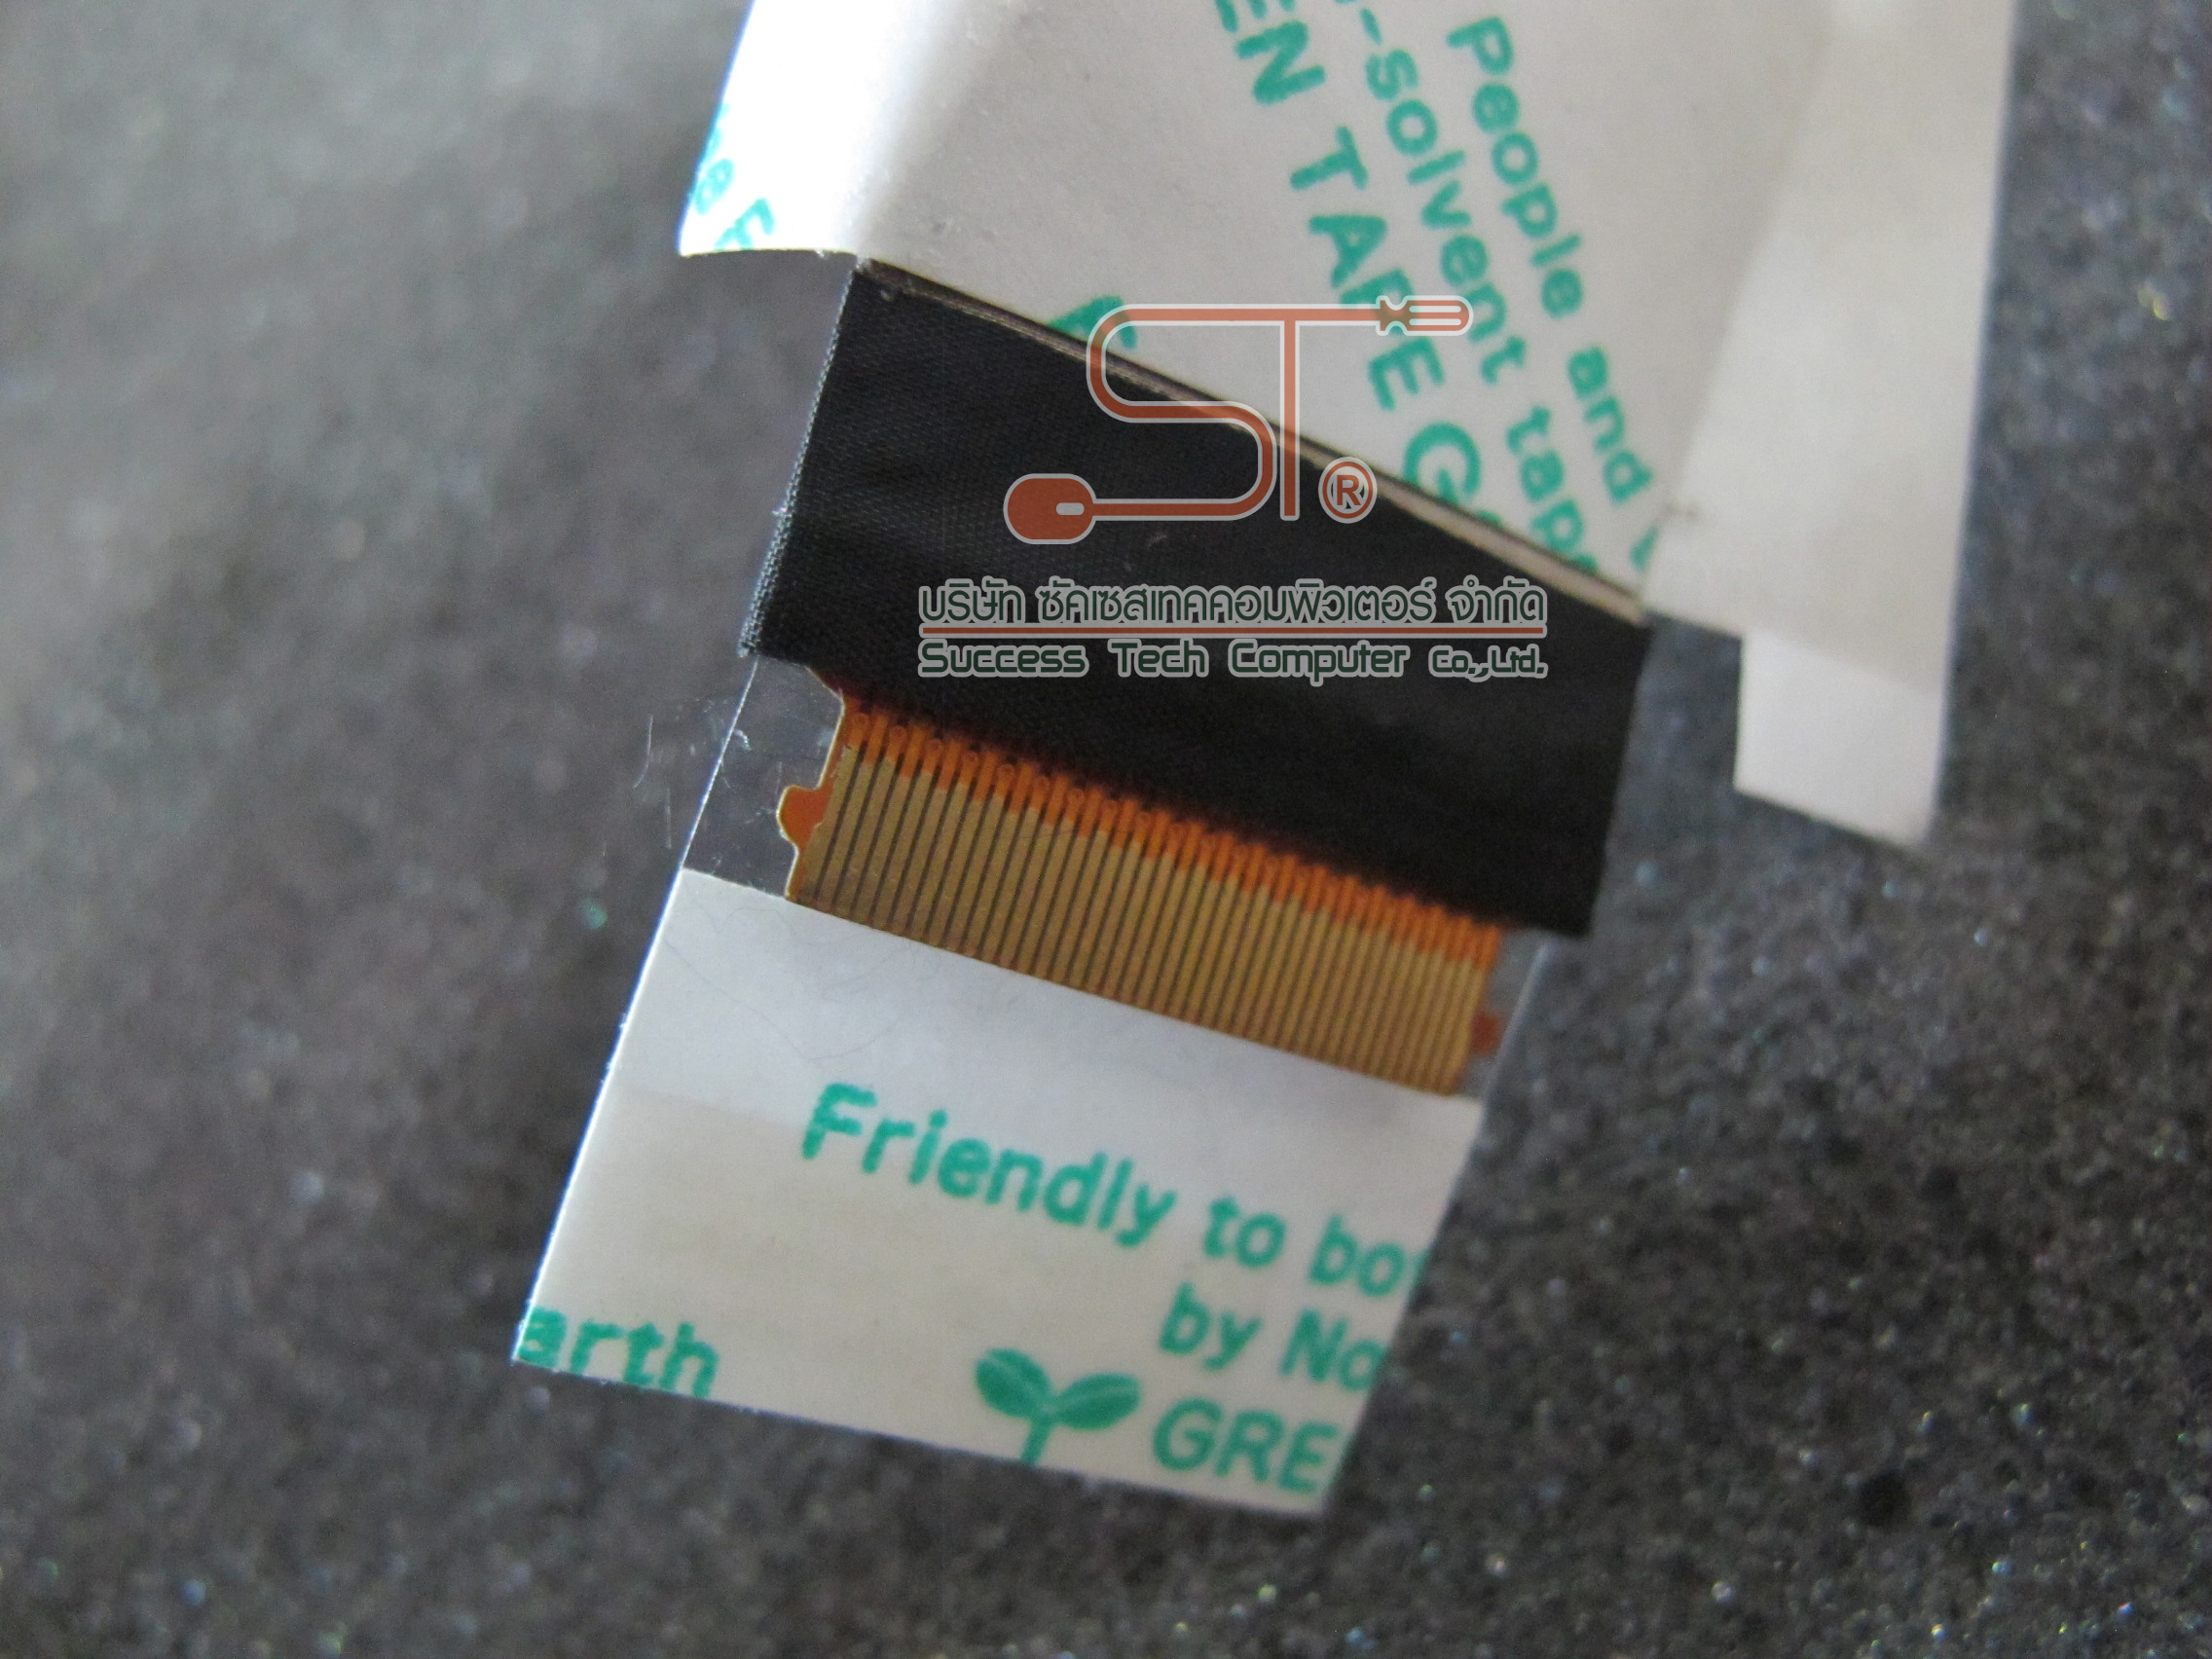 People and
-solvent tape
EN TAPE G
F
e F
ST®
บริษัท ซัคเซสเทคคอมพิวเตอร์ จำกัด
Success Tech Computer Co.,Ltd.
Friendly to bo
by No
arth
GRE